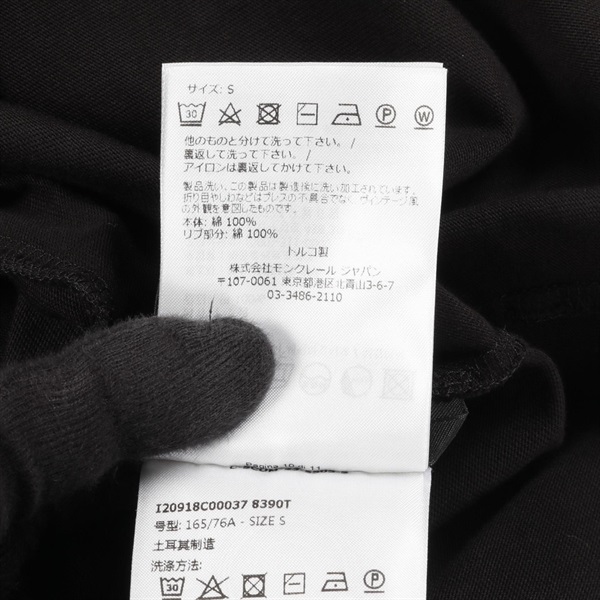 サイズ: S
30 P W
他のものと分けて洗って下さい。/
裏返して洗って下さい。/
アイロンは裏返してかけて下さい。
製品洗い、この製品は製造後に洗い加工されています。
折り目やしわなどはプレスの不具合でなく ヴィンテージ風
の外観を意図したものです。
本体: 綿 100%
リブ部分: 綿 100%
トルコ製
株式会社モンクレール ジャパン
〒107-0061 東京都港区北青山3-6-7
03-3486-2110
I20918C00037 8390T
号型: 165/76A - SIZE S
土耳其制造
洗涤方法:
30 P